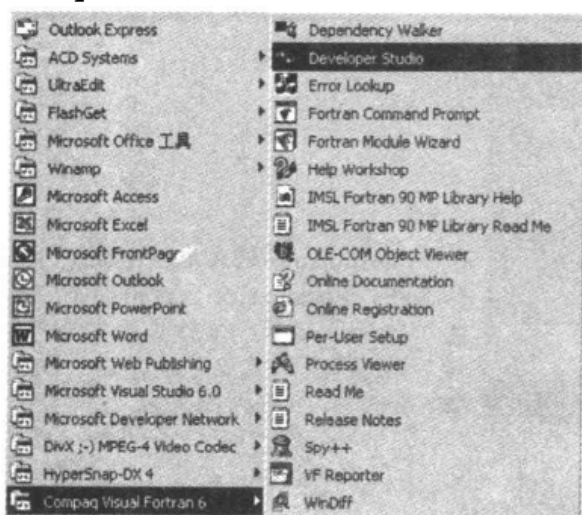 Outlook Express
ACD Systems
UltraEdit
FlashGet
Microsoft Office 工具
Winamp
Microsoft Access
Microsoft Excel
Microsoft FrontPage
Microsoft Outlook
Microsoft PowerPoint
Microsoft Word
Microsoft Web Publishing
Microsoft Visual Studio 6.0
Microsoft Developer Network
DivX ;-) MPEG-4 Video Codec
HyperSnap-DX 4
Compaq Visual Fortran 6
Dependency Walker
Developer Studio
Error Lookup
Fortran Command Prompt
Fortran Module Wizard
Help Workshop
IMSL Fortran 90 MP Library Help
IMSL Fortran 90 MP Library Read Me
OLE-COM Object Viewer
Online Documentation
Online Registration
Per-User Setup
Process Viewer
Read Me
Release Notes
Spy++
VF Reporter
WinDiff